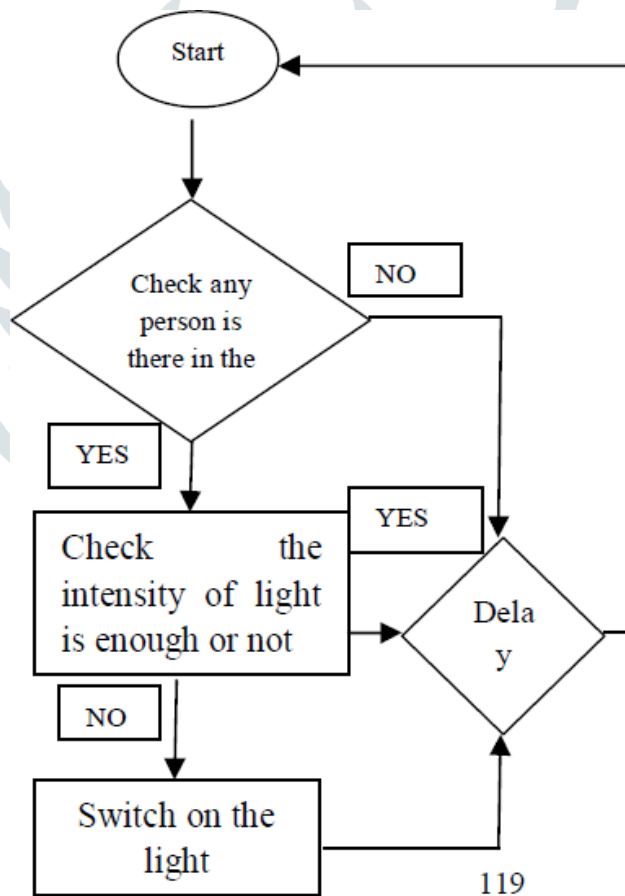 Start
Check any
person is
there in the
NO
YES
Check the
intensity of light
is enough or not
YES
Dela
y
NO
Switch on the
light
119